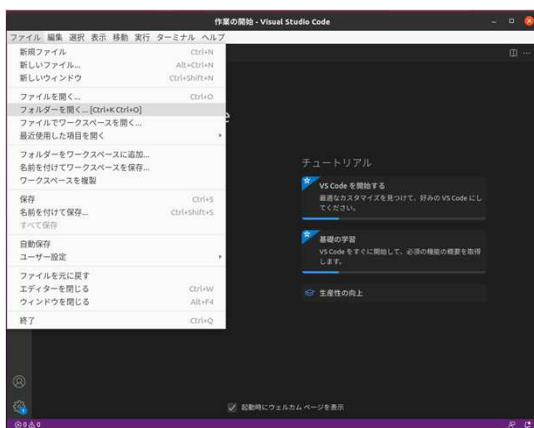 作業の開始 - Visual Studio Code
ファイル 編集 選択 表示 移動 実行 ターミナル ヘルプ
新規ファイル Ctrl+N
新しいファイル... Alt+Ctrl+N
新しいウィンドウ Ctrl+Shift+N
ファイルを開く... Ctrl+O
フォルダーを開く... [Ctrl+K Ctrl+O]
ファイルでワークスペースを開く...
最近使用した項目を開く
フォルダーをワークスペースに追加...
名前を付けてワークスペースを保存...
ワークスペースを複製
保存 Ctrl+S
名前を付けて保存... Ctrl+Shift+S
すべて保存
自動保存
ユーザー設定
ファイルを元に戻す
エディターを閉じる Ctrl+W
ウィンドウを閉じる Alt+F4
終了 Ctrl+Q
チュートリアル
VS Code を開始する
最適なカスタマイズを見つけて、好みの VS Code にし
てください。
基礎の学習
VS Code をすぐに開始して、必須の機能の概要を取得
します。
生産性の向上
起動時にウェルカム ページを表示
0 0